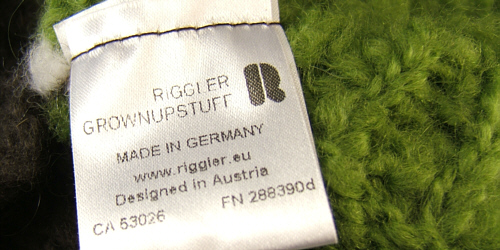 RiGGLER
GROWNUPSTUFF
MADE IN GERMANY
www.riggler.eu
Designed in Austria
CA 53026 FN 288390d